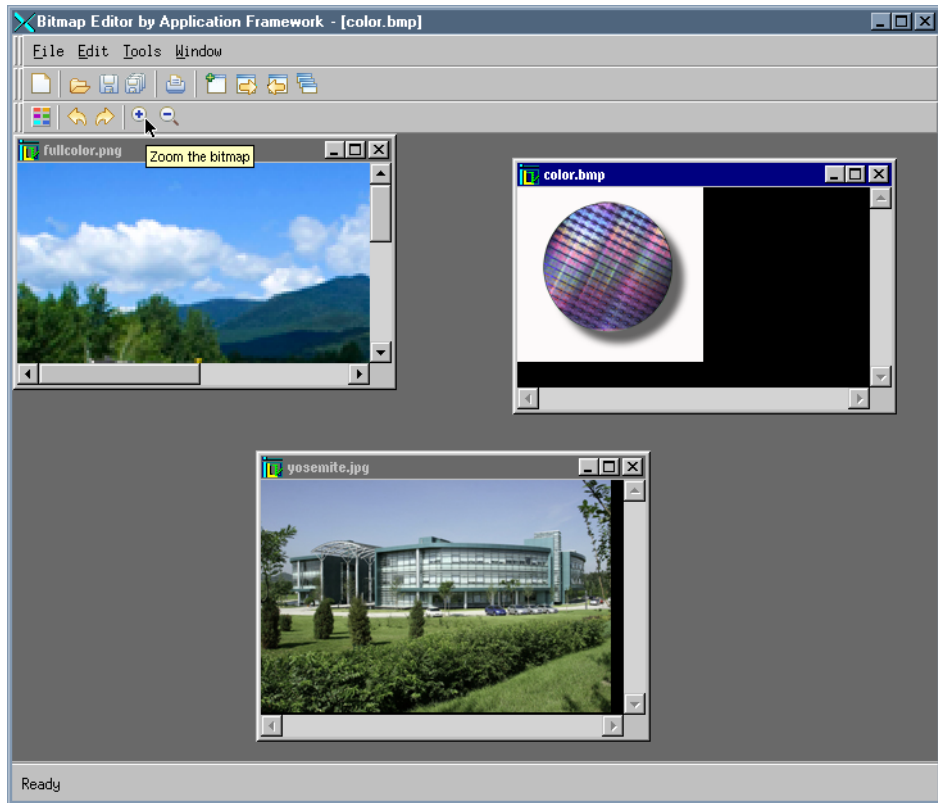 Bitmap Editor by Application Framework - [color.bmp]
File Edit Tools Window
fullcolor.png
Zoom the bitmap
color.bmp
yosemite.jpg
Ready